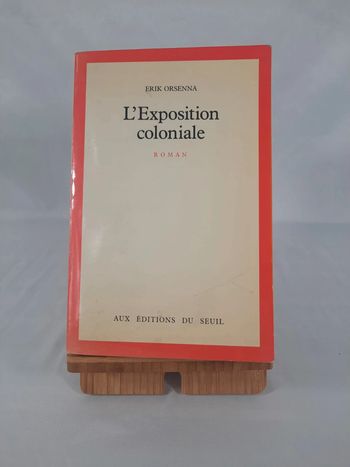 ERIK ORSENNA
L'Exposition
coloniale
ROMAN
AUX ÉDITIONS DU SEUIL